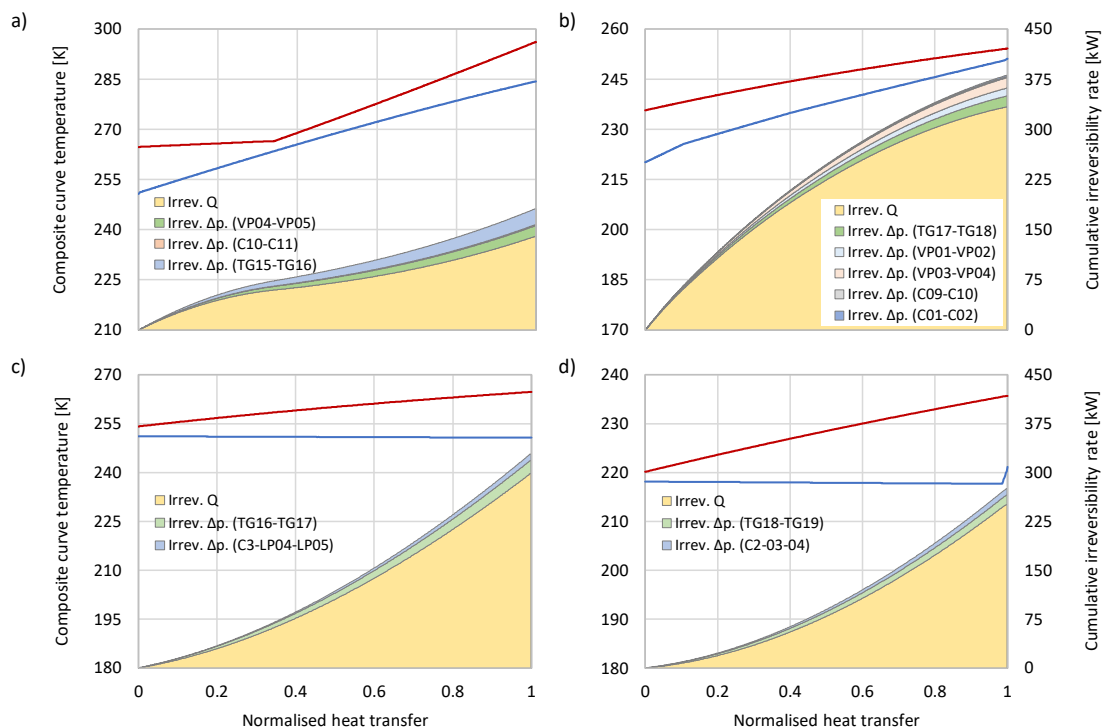 a)
b)
Composite curve temperature [K]
300
285
270
255
240
225
210
Irrev. Q
Irrev. Δp. (VP04-VP05)
Irrev. Δp. (C10-C11)
Irrev. Δp. (TG15-TG16)
260
245
230
215
200
185
170
Irrev. Q
Irrev. Δp. (TG17-TG18)
Irrev. Δp. (VP01-VP02)
Irrev. Δp. (VP03-VP04)
Irrev. Δp. (C09-C10)
Irrev. Δp. (C01-C02)
450
375
300
225
150
75
0
Cumulative irreversibility rate [kW]
c)
d)
Composite curve temperature [K]
270
255
240
225
210
195
180
Irrev. Q
Irrev. Δp. (TG16-TG17)
Irrev. Δp. (C3-LP04-LP05)
0 0.2 0.4 0.6 0.8 1
Normalised heat transfer
240
230
220
210
200
190
180
Irrev. Q
Irrev. Δp. (TG18-TG19)
Irrev. Δp. (C2-03-04)
450
375
300
225
150
75
0
Cumulative irreversibility rate [kW]
0 0.2 0.4 0.6 0.8 1
Normalised heat transfer